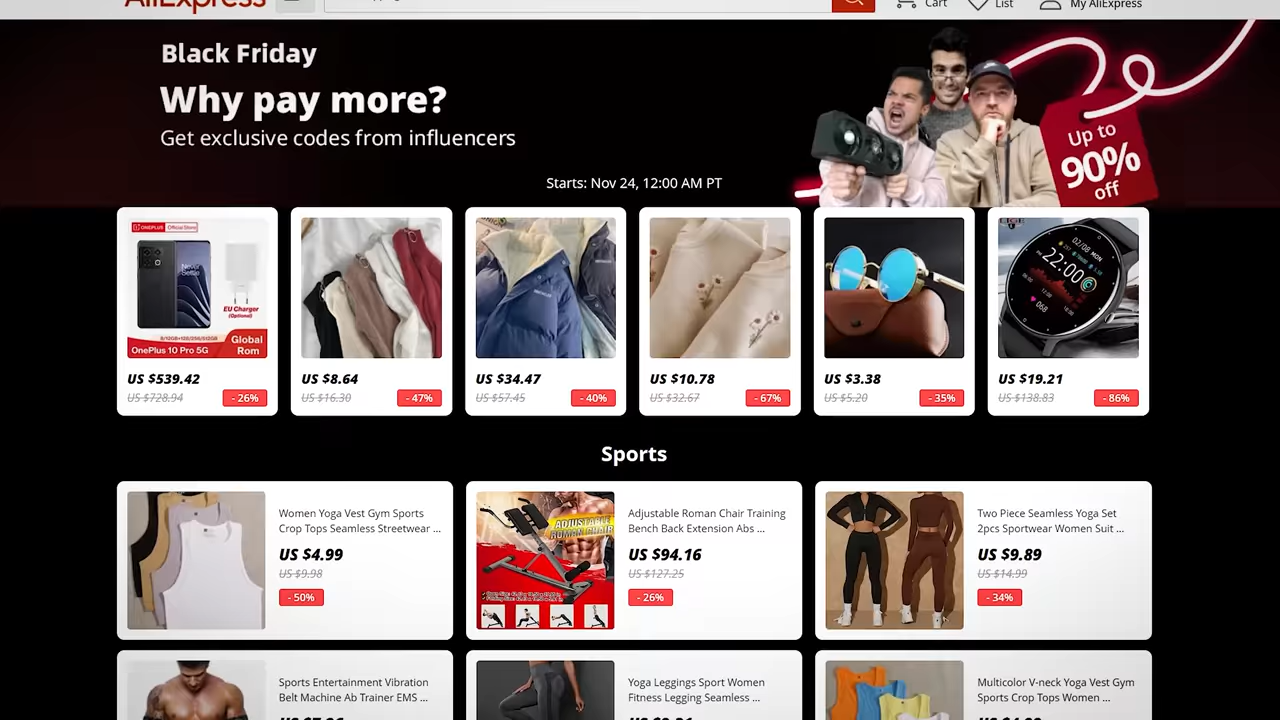 AliExpress
Cart
List
My AliExpress
Black Friday
Why pay more?
Get exclusive codes from influencers
Up to
90%
off
Starts: Nov 24, 12:00 AM PT
ONEPLUS Official Store
Never
Settle
EU Charger
(Optional)
8/12GB+128/256/512GB
OnePlus 10 Pro 5G
Global
Rom
02/08 MON
22:00
068
US $539.42
US $728.94
- 26%
US $8.64
US $16.30
- 47%
US $34.47
US $57.45
- 40%
US $10.78
US $32.67
- 67%
US $3.38
US $5.20
- 35%
US $19.21
US $138.83
- 86%
Sports
Women Yoga Vest Gym Sports
Crop Tops Seamless Streetwear ...
US $4.99
US $9.98
- 50%
ADJUSTABLE
ROMAN CHAIR
Adjustable Roman Chair Training
Bench Back Extension Abs ...
US $94.16
US $127.25
- 26%
Two Piece Seamless Yoga Set
2pcs Sportwear Women Suit ...
US $9.89
US $14.99
- 34%
Sports Entertainment Vibration
Belt Machine Ab Trainer EMS ...
Yoga Leggings Sport Women
Fitness Legging Seamless ...
Multicolor V-neck Yoga Vest Gym
Sports Crop Tops Women ...